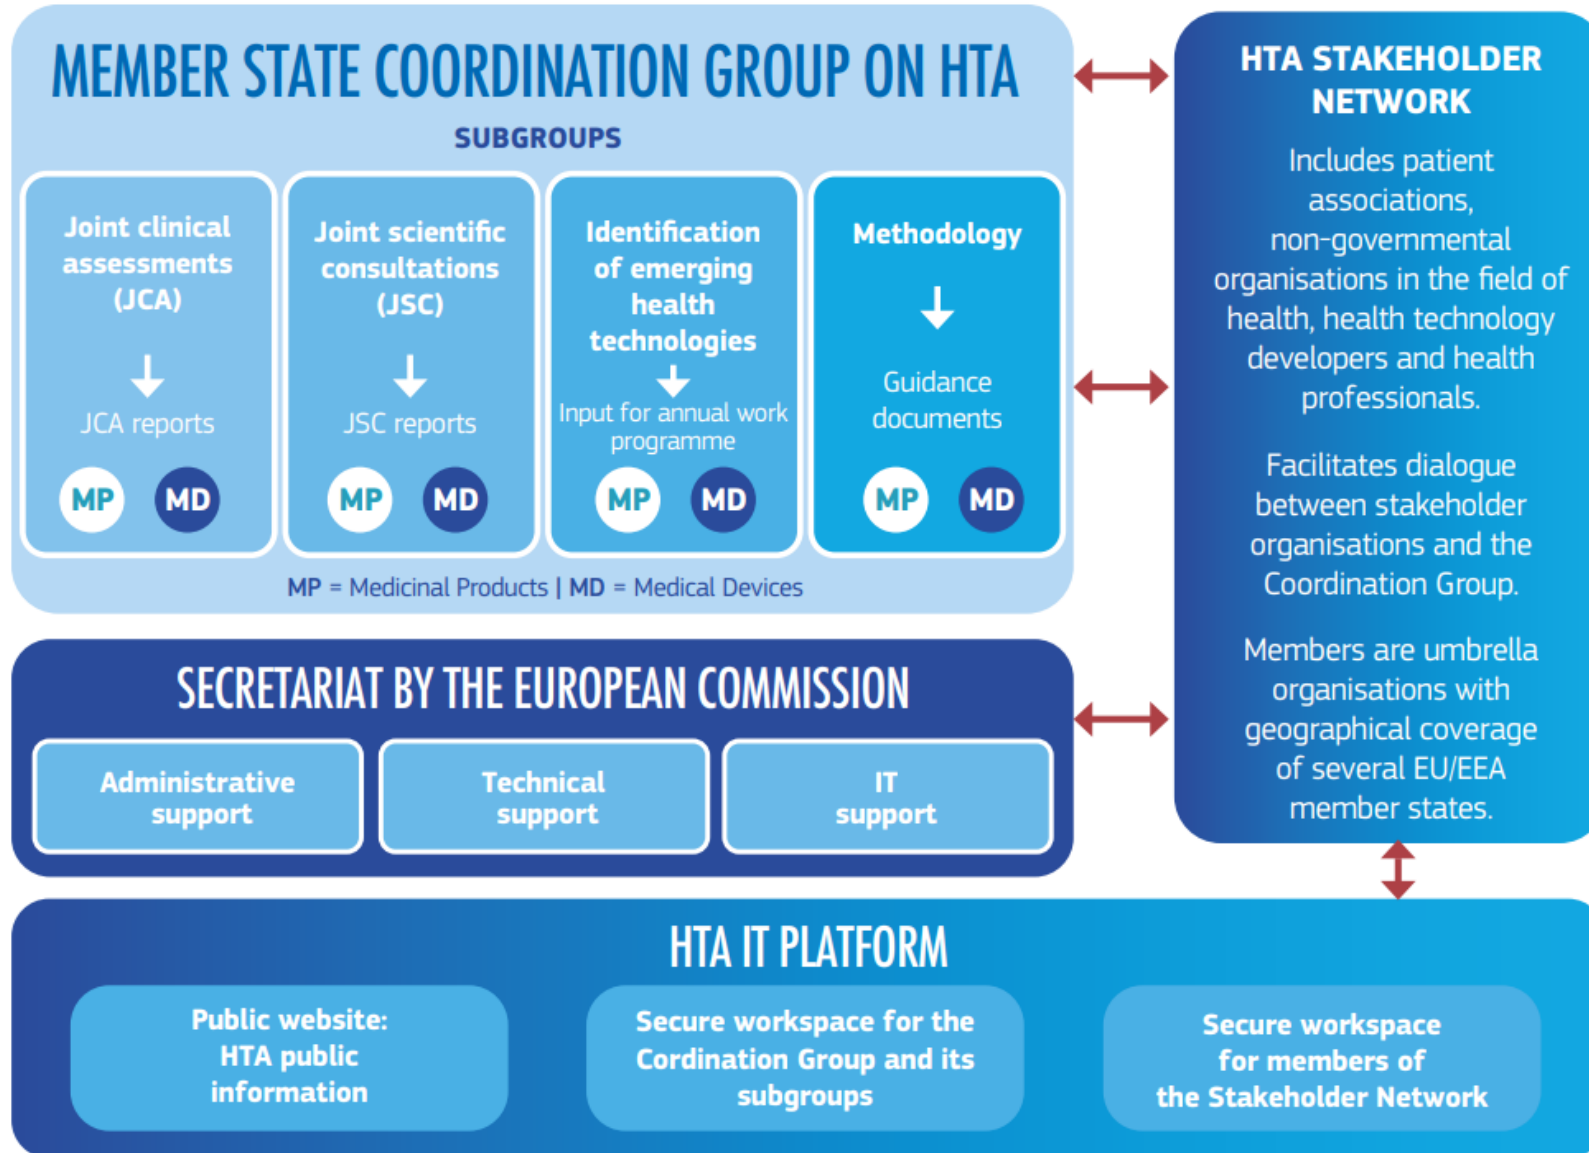 MEMBER STATE COORDINATION GROUP ON HTA
SUBGROUPS
Joint clinical
assessments
(JCA)
JCA reports
MP MD
Joint scientific
consultations
(JSC)
JSC reports
MP MD
Identification
of emerging
health
technologies
Input for annual work
programme
MP MD
Methodology
Guidance
documents
MP MD
MP = Medicinal Products | MD = Medical Devices
HTA STAKEHOLDER
NETWORK
Includes patient
associations,
non-governmental
organisations in the field of
health, health technology
developers and health
professionals.
Facilitates dialogue
between stakeholder
organisations and the
Coordination Group.
Members are umbrella
organisations with
geographical coverage
of several EU/EEA
member states.
SECRETARIAT BY THE EUROPEAN COMMISSION
Administrative
support
Technical
support
IT
support
HTA IT PLATFORM
Public website:
HTA public
information
Secure workspace for the
Cordination Group and its
subgroups
Secure workspace
for members of
the Stakeholder Network